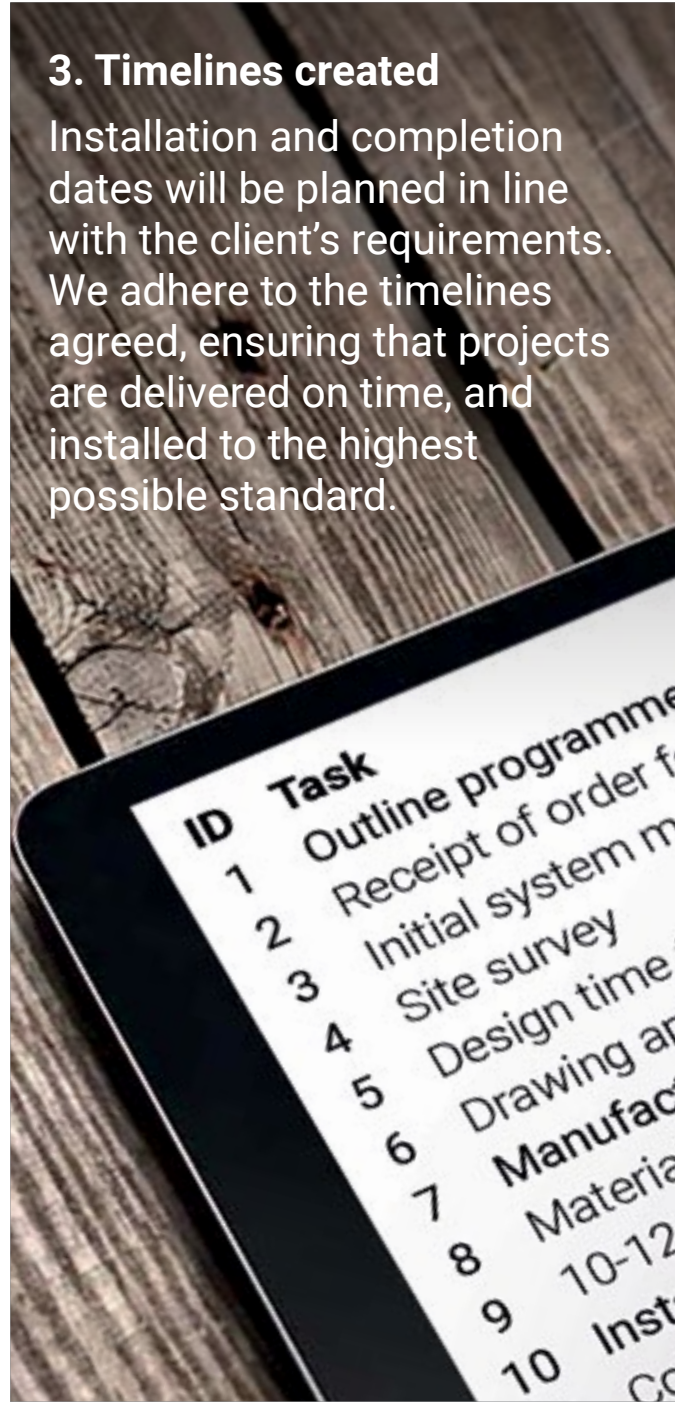 3. Timelines created
Installation and completion
dates will be planned in line
with the client’s requirements.
We adhere to the timelines
agreed, ensuring that projects
are delivered on time, and
installed to the highest
possible standard.
ID Task
1 Outline programme
2 Receipt of order
3 Initial system
4 Site survey
5 Design time
6 Drawing
7 Manufac
8 Materia
9 10-12
10 Inst